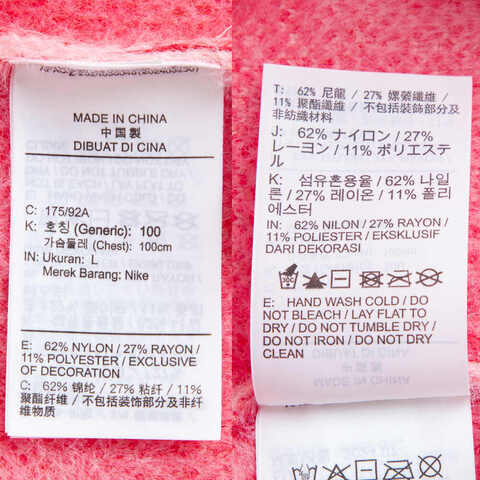 MADE IN CHINA
中国製
DIBUAT DI CINA
C: 175/92A
K: 호칭 (Generic): 100
가슴둘레 (Chest): 100cm
IN: Ukuran: L
Merek Barang: Nike
E: 62% NYLON / 27% RAYON /
11% POLYESTER / EXCLUSIVE
OF DECORATION
C: 62% 锦纶 / 27% 粘纤 / 11%
聚酯纤维 / 不包括装饰部分及非纤
维物质
T: 62% 尼龍 / 27% 嫘縈纖維 /
11% 聚酯纖維 / 不包括裝飾部分及
非紡織材料
J: 62% ナイロン / 27%
レーヨン / 11% ポリエステ
ル
K: 섬유혼용율 / 62% 나일
론 / 27% 레이온 / 11% 폴리
에스터
IN: 62% NILON / 27% RAYON /
11% POLIESTER / EKSKLUSIF
DARI DEKORASI
E: HAND WASH COLD / DO
NOT BLEACH / LAY FLAT TO
DRY / DO NOT TUMBLE DRY /
DO NOT IRON / DO NOT DRY
CLEAN